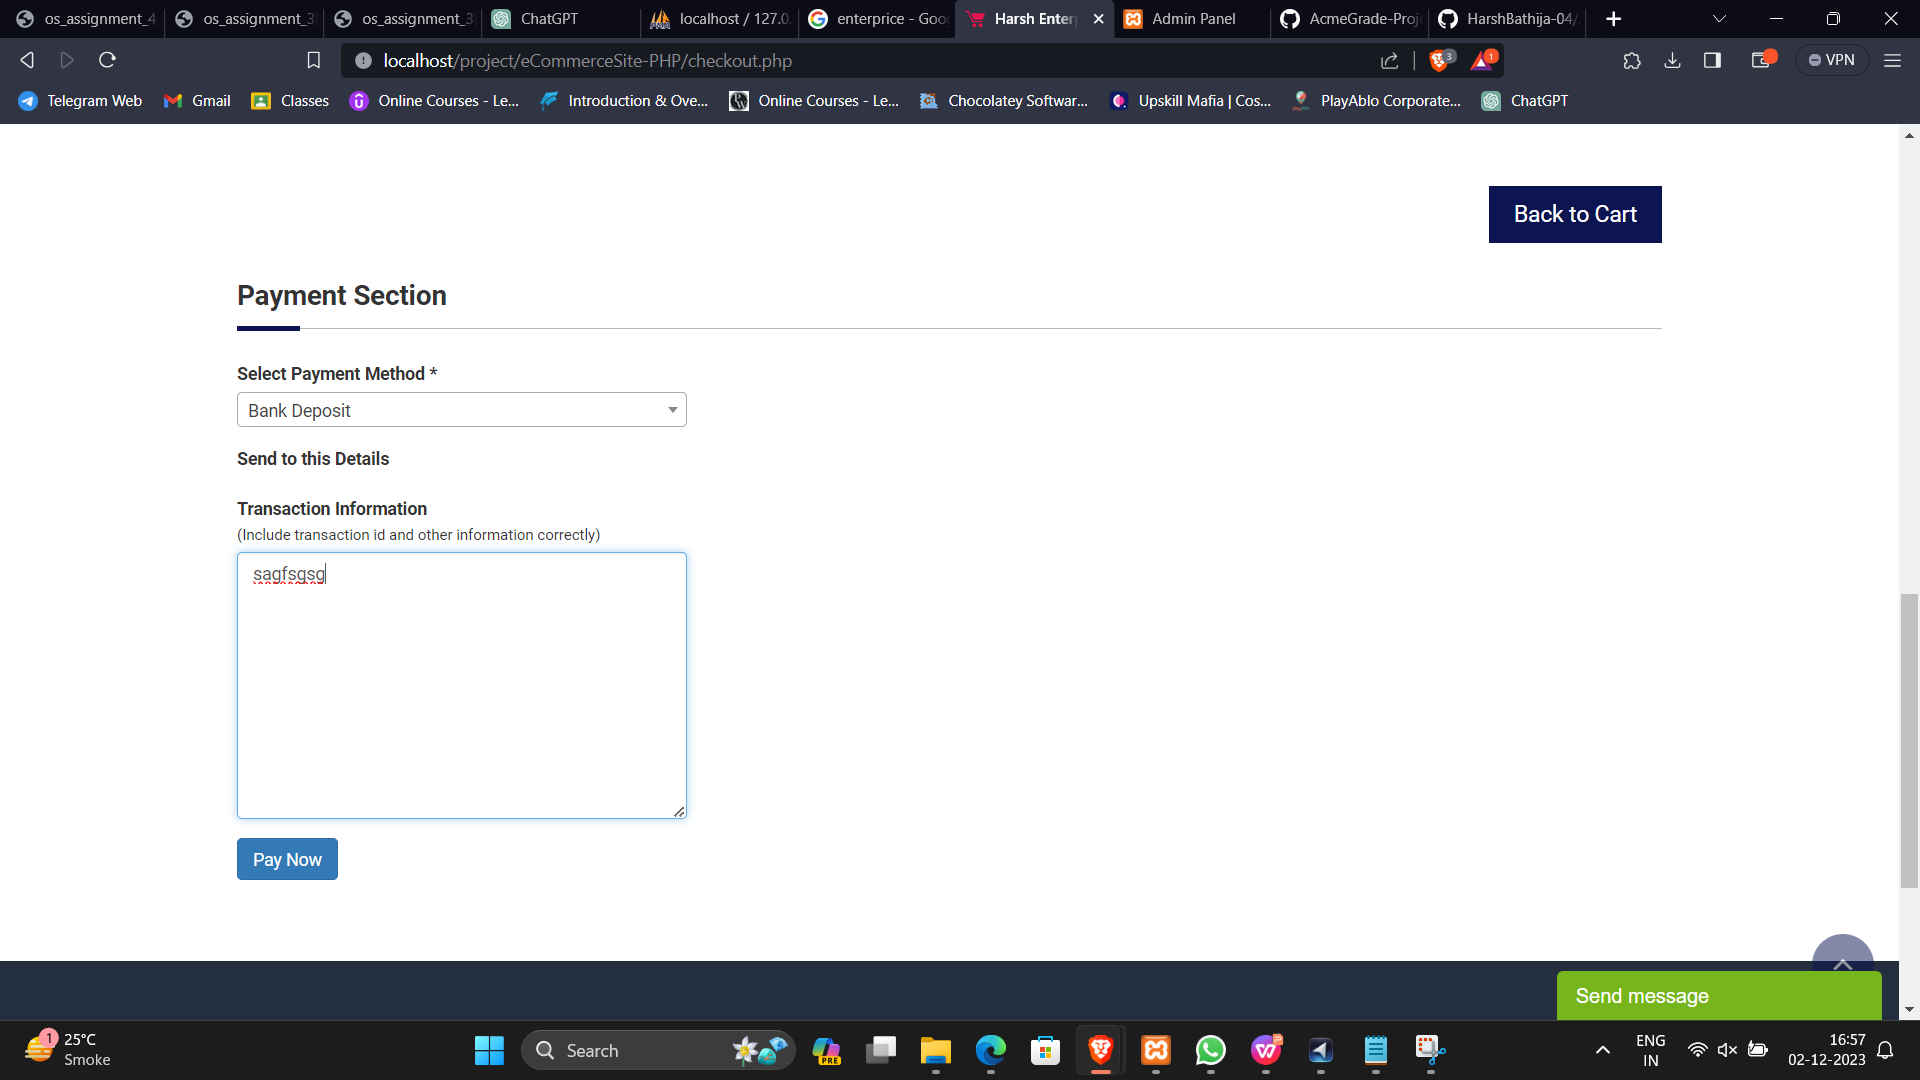 os_assignment_4
os_assignment_3
os_assignment_3
ChatGPT
localhost / 127.0.
enterprice - Goo
Harsh Enter
Admin Panel
AcmeGrade-Proj
HarshBathija-04/
localhost/project/eCommerceSite-PHP/checkout.php
3
1
VPN
Telegram Web
Gmail
Classes
Online Courses - Le...
Introduction & Ove...
Online Courses - Le...
Chocolatey Softwar...
Upskill Mafia | Cos...
PlayAblo Corporate...
ChatGPT
Back to Cart
Payment Section
Select Payment Method *
Bank Deposit
Send to this Details
Transaction Information
(Include transaction id and other information correctly)
sagfsgsg
Pay Now
Send message
1
25°C
Smoke
Search
PRE
ENG
IN
16:57
02-12-2023